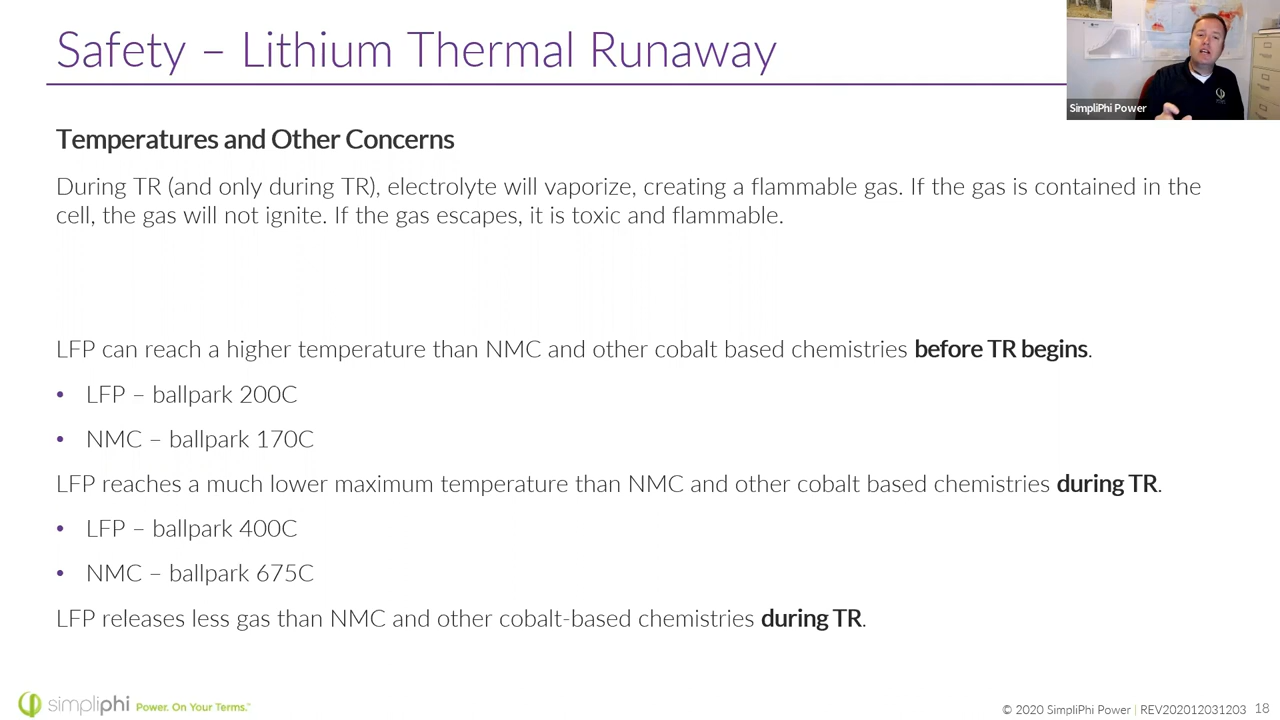 Safety – Lithium Thermal Runaway
SimpliPhi Power
Temperatures and Other Concerns
During TR (and only during TR), electrolyte will vaporize, creating a flammable gas. If the gas is contained in the
cell, the gas will not ignite. If the gas escapes, it is toxic and flammable.
LFP can reach a higher temperature than NMC and other cobalt based chemistries before TR begins.
• LFP – ballpark 200C
• NMC – ballpark 170C
LFP reaches a much lower maximum temperature than NMC and other cobalt based chemistries during TR.
• LFP – ballpark 400C
• NMC – ballpark 675C
LFP releases less gas than NMC and other cobalt-based chemistries during TR.
simpliphi Power. On Your Terms.™
© 2020 SimpliPhi Power | REV202012031203 18